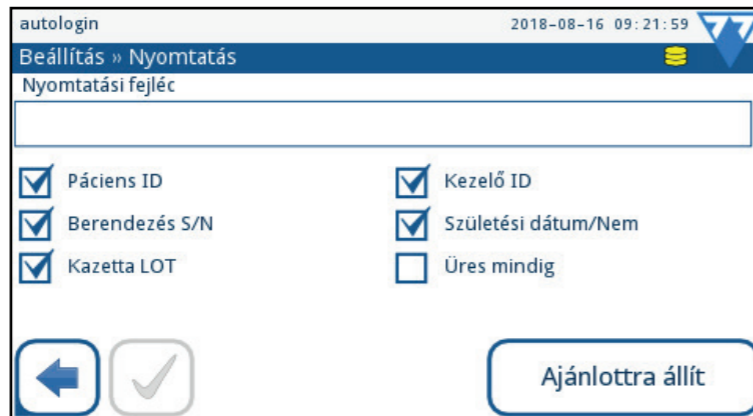 autologin 2018-08-16 09:21:59
Beállítás » Nyomtatás
Nyomtatási fejléc
Páciens ID Kezelő ID
Berendezés S/N Születési dátum/Nem
Kazetta LOT Üres mindig
Ajánlottra állít